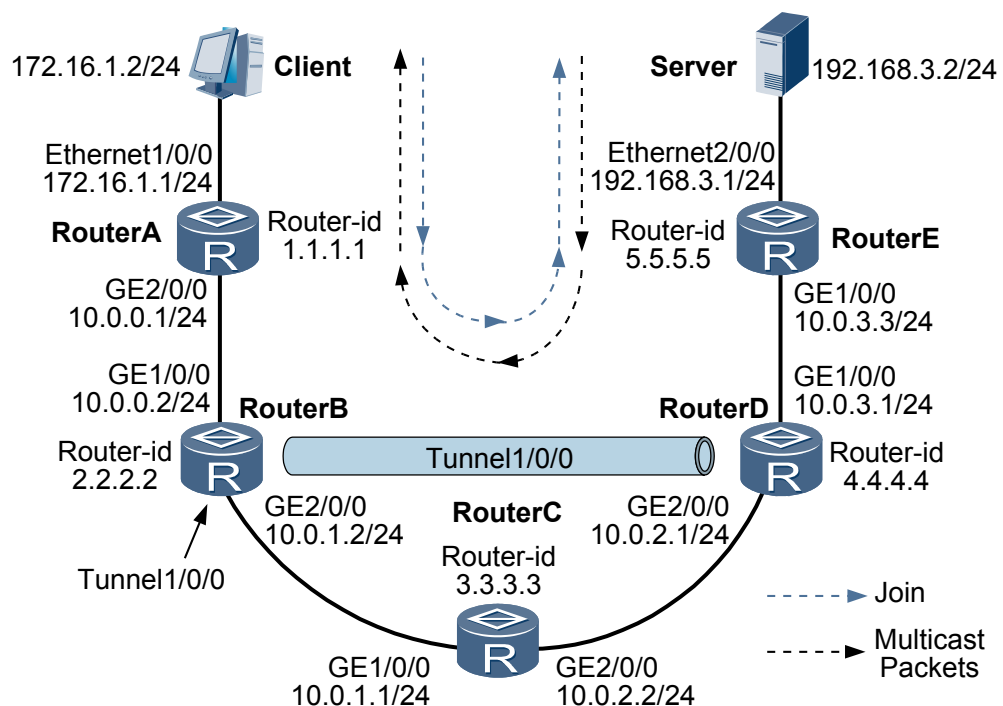 172.16.1.2/24
Client
Server
192.168.3.2/24
Ethernet1/0/0
172.16.1.1/24
Ethernet2/0/0
192.168.3.1/24
RouterA
R
Router-id
1.1.1.1
Router-id
5.5.5.5
R
RouterE
GE2/0/0
10.0.0.1/24
GE1/0/0
10.0.3.3/24
GE1/0/0
10.0.0.2/24
GE1/0/0
10.0.3.1/24
RouterB
RouterD
Router-id
2.2.2.2
R
Tunnel1/0/0
R
Router-id
4.4.4.4
GE2/0/0
10.0.1.2/24
RouterC
GE2/0/0
10.0.2.1/24
Router-id
3.3.3.3
Tunnel1/0/0
R
GE1/0/0
10.0.1.1/24
GE2/0/0
10.0.2.2/24
Join
Multicast
Packets